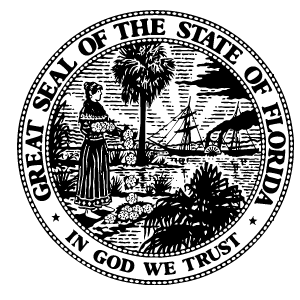 GREAT SEAL OF THE STATE OF FLORIDA
IN GOD WE TRUST